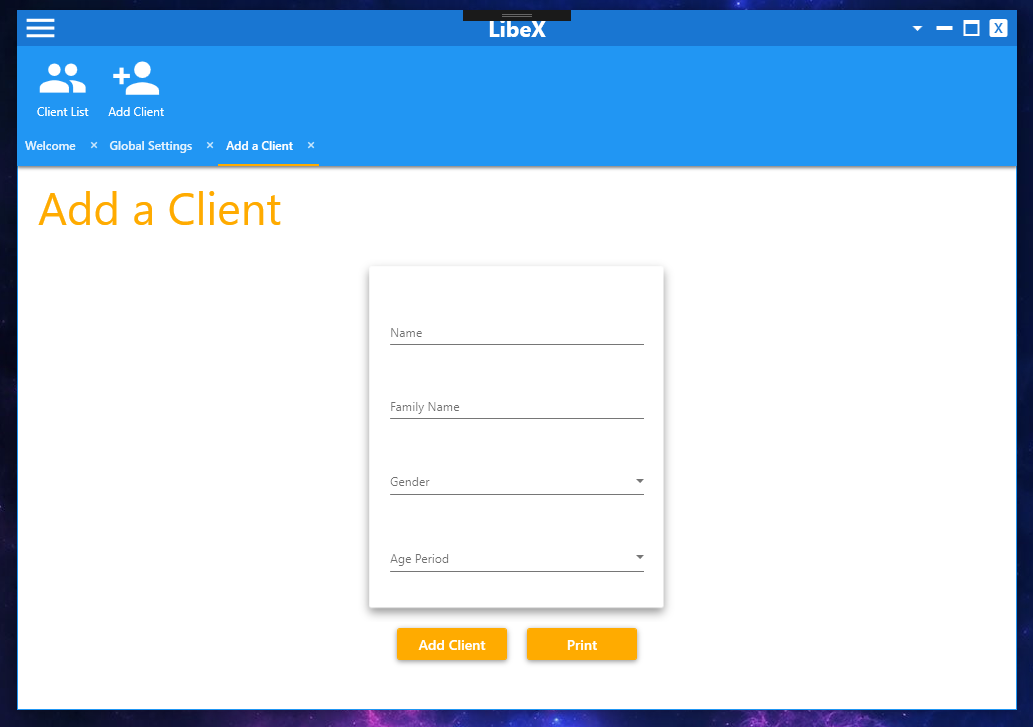 LibeX
X
Client List
Add Client
Welcome × Global Settings × Add a Client ×
Add a Client
Name
Family Name
Gender
Age Period
Add Client
Print